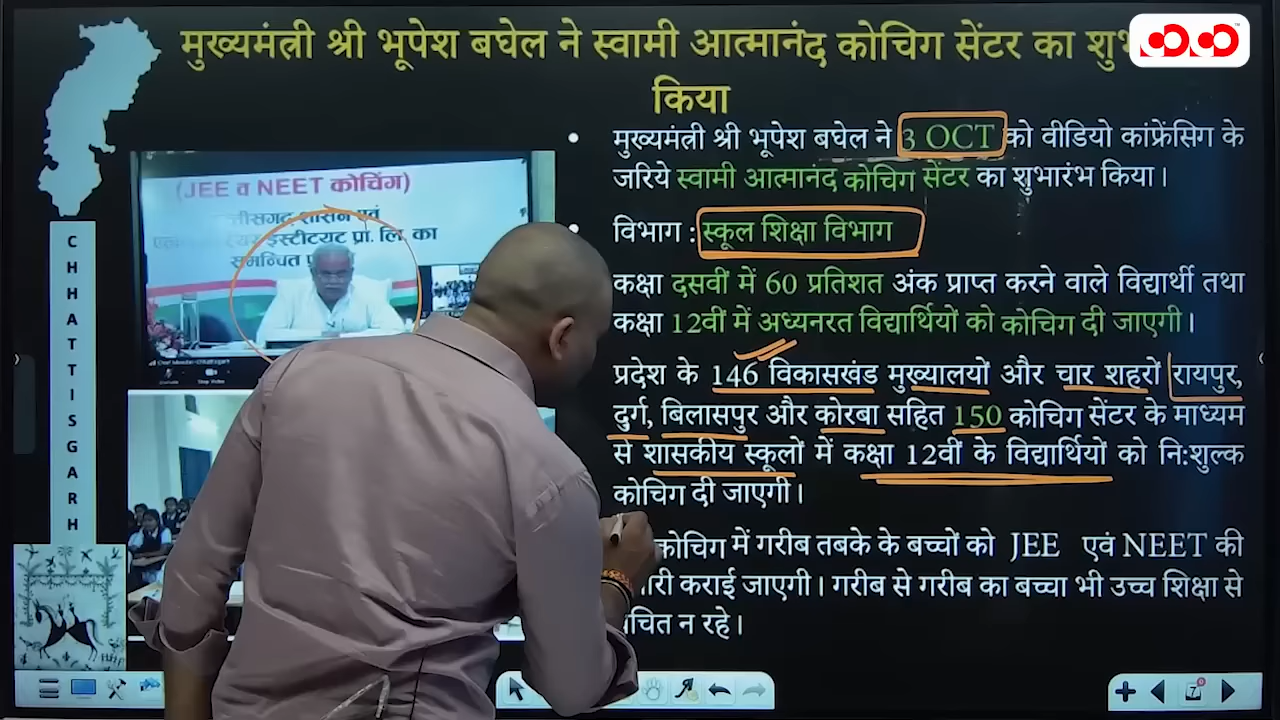 मुख्यमंत्री श्री भूपेश बघेल ने स्वामी आत्मानंद कोचिंग सेंटर का
किया
मुख्यमंत्री श्री भूपेश बघेल ने 3 OCT को वीडियो कांफ्रेंसिग के
जरिये स्वामी आत्मानंद कोचिंग सेंटर का शुभारंभ किया।
विभाग : स्कूल शिक्षा विभाग
कक्षा दसवीं में 60 प्रतिशत अंक प्राप्त करने वाले विद्यार्थी तथा
कक्षा 12वीं में अध्यनरत विद्यार्थियों को कोचिंग दी जाएगी।
प्रदेश के 146 विकासखंड मुख्यालयों और चार शहरों रायपुर,
दुर्ग, बिलासपुर और कोरबा सहित 150 कोचिंग सेंटर के माध्यम
से शासकीय स्कूलों में कक्षा 12वीं के विद्यार्थियों को नि:शुल्क
कोचिंग दी जाएगी।
कोचिंग में गरीब तबके के बच्चों को JEE एवं NEET की
कराई जाएगी। गरीब से गरीब का बच्चा भी उच्च शिक्षा से
न रहे।
(JEE व NEET कोचिंग)
शासन एवं
इंस्टीट्यूट प्रा. लि. का
CHHATTISGARH